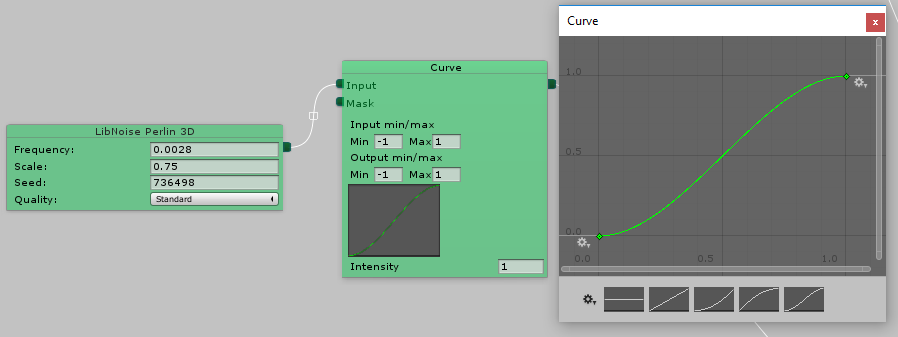 LibNoise Perlin 3D
Frequency: 0.0028
Scale: 0.75
Seed: 736498
Quality: Standard
Curve
Input
Mask
Input min/max
Min -1 Max 1
Output min/max
Min -1 Max 1
Intensity 1
Curve x
1.0
0.5
0.0
0.0 0.5 1.0